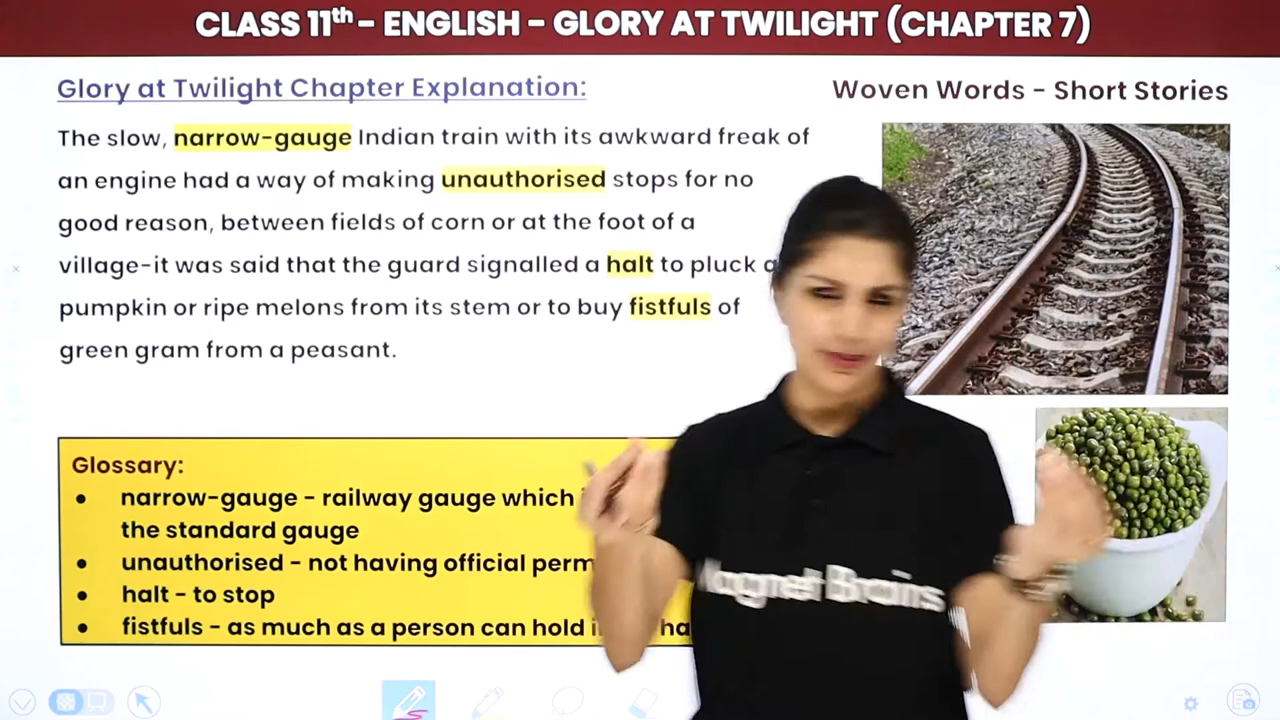 CLASS 11th - ENGLISH - GLORY AT TWILIGHT (CHAPTER 7)
Glory at Twilight Chapter Explanation:
Woven Words - Short Stories
The slow, narrow-gauge Indian train with its awkward freak of
an engine had a way of making unauthorised stops for no
good reason, between fields of corn or at the foot of a
village-it was said that the guard signalled a halt to pluck
pumpkin or ripe melons from its stem or to buy fistfuls of
green gram from a peasant.
Glossary:
● narrow-gauge - railway gauge which
the standard gauge
● unauthorised - not having official
● halt - to stop
● fistfuls - as much as a person can hold
Magnet Brains